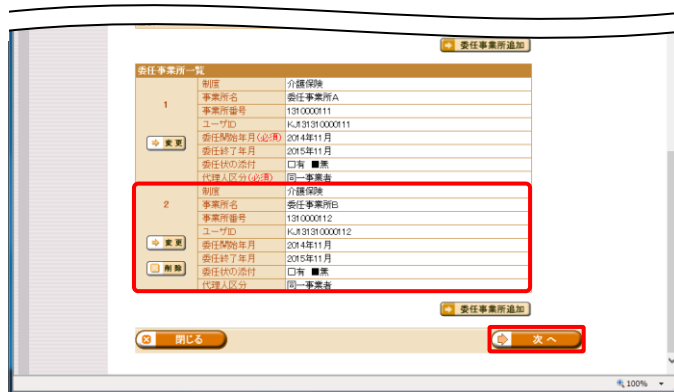 委任事業所追加
委任事業所一覧
1
変更
制度 介護保険
事業所名 委任事業所A
事業所番号 1310000111
ユーザID KJ131310000111
委任開始年月(必須) 2014年11月
委任終了年月 2015年11月
委任状の添付 □有 ■無
代理人区分(必須) 同一事業者
2
変更
削除
制度 介護保険
事業所名 委任事業所B
事業所番号 1310000112
ユーザID KJ131310000112
委任開始年月 2014年11月
委任終了年月 2015年11月
委任状の添付 □有 ■無
代理人区分 同一事業者
委任事業所追加
閉じる
次へ
100%